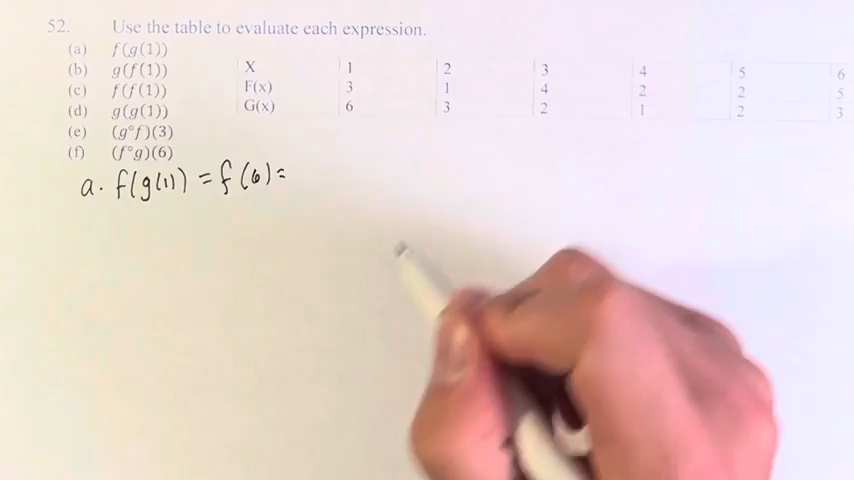 52. Use the table to evaluate each expression.
(a) f(g(1))
(b) g(f(1))
(c) f(f(1))
(d) g(g(1))
(e) (g°f)(3)
(f) (f°g)(6)
X 1 2 3 4 5 6
F(x) 3 1 4 2 2 5
G(x) 6 3 2 1 2 3
a. f(g(1)) = f(6) =